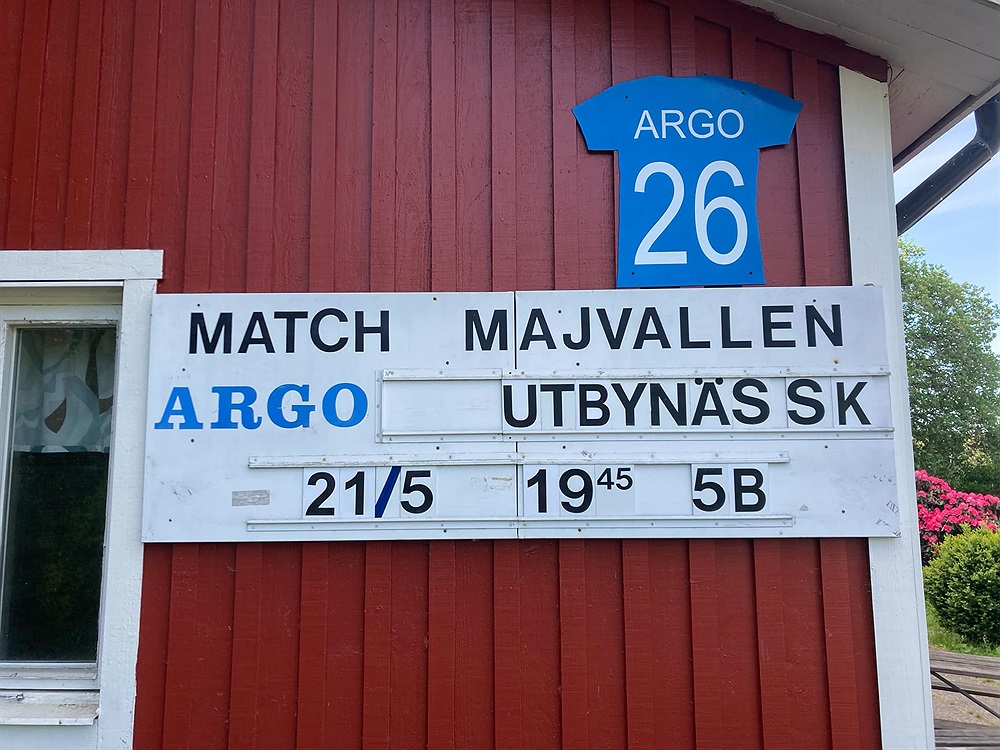 ARGO
26
MATCH MAJVALLEN
ARGO UTBYNÄS SK
21/5 19⁴⁵ 5B